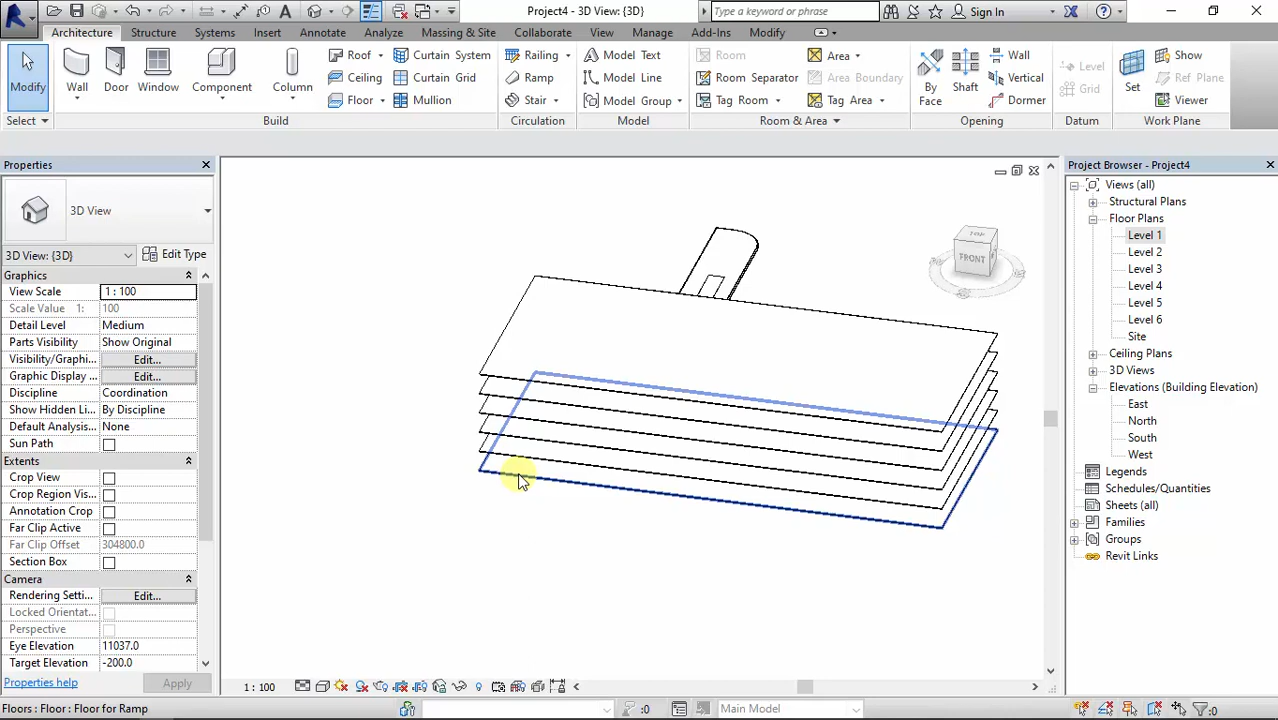 Project4 - 3D View: {3D}
Type a keyword or phrase
Sign In
Architecture Structure Systems Insert Annotate Analyze Massing & Site Collaborate View Manage Add-Ins Modify
Modify
Wall
Door
Window
Component
Column
Roof
Ceiling
Floor
Curtain System
Curtain Grid
Mullion
Railing
Ramp
Stair
Model Text
Model Line
Model Group
Room
Room Separator
Tag Room
Area
Area Boundary
Tag Area
By Face
Shaft
Wall
Vertical
Dormer
Level
Grid
Set
Show
Ref Plane
Viewer
Select Build Circulation Model Room & Area Opening Datum Work Plane
Properties
3D View
3D View: {3D} Edit Type
Graphics
View Scale 1 : 100
Scale Value 1: 100
Detail Level Medium
Parts Visibility Show Original
Visibility/Graphi... Edit...
Graphic Display ... Edit...
Discipline Coordination
Show Hidden Li... By Discipline
Default Analysis... None
Sun Path
Extents
Crop View
Crop Region Vis...
Annotation Crop
Far Clip Active
Far Clip Offset 304800.0
Section Box
Camera
Rendering Setti... Edit...
Locked Orientat...
Perspective
Eye Elevation 11037.0
Target Elevation -200.0
Properties help Apply
TOP
FRONT
Project Browser - Project4
Views (all)
Structural Plans
Floor Plans
Level 1
Level 2
Level 3
Level 4
Level 5
Level 6
Site
Ceiling Plans
3D Views
Elevations (Building Elevation)
East
North
South
West
Legends
Schedules/Quantities
Sheets (all)
Families
Groups
Revit Links
1 : 100
Floors : Floor : Floor for Ramp
:0
Main Model
:0